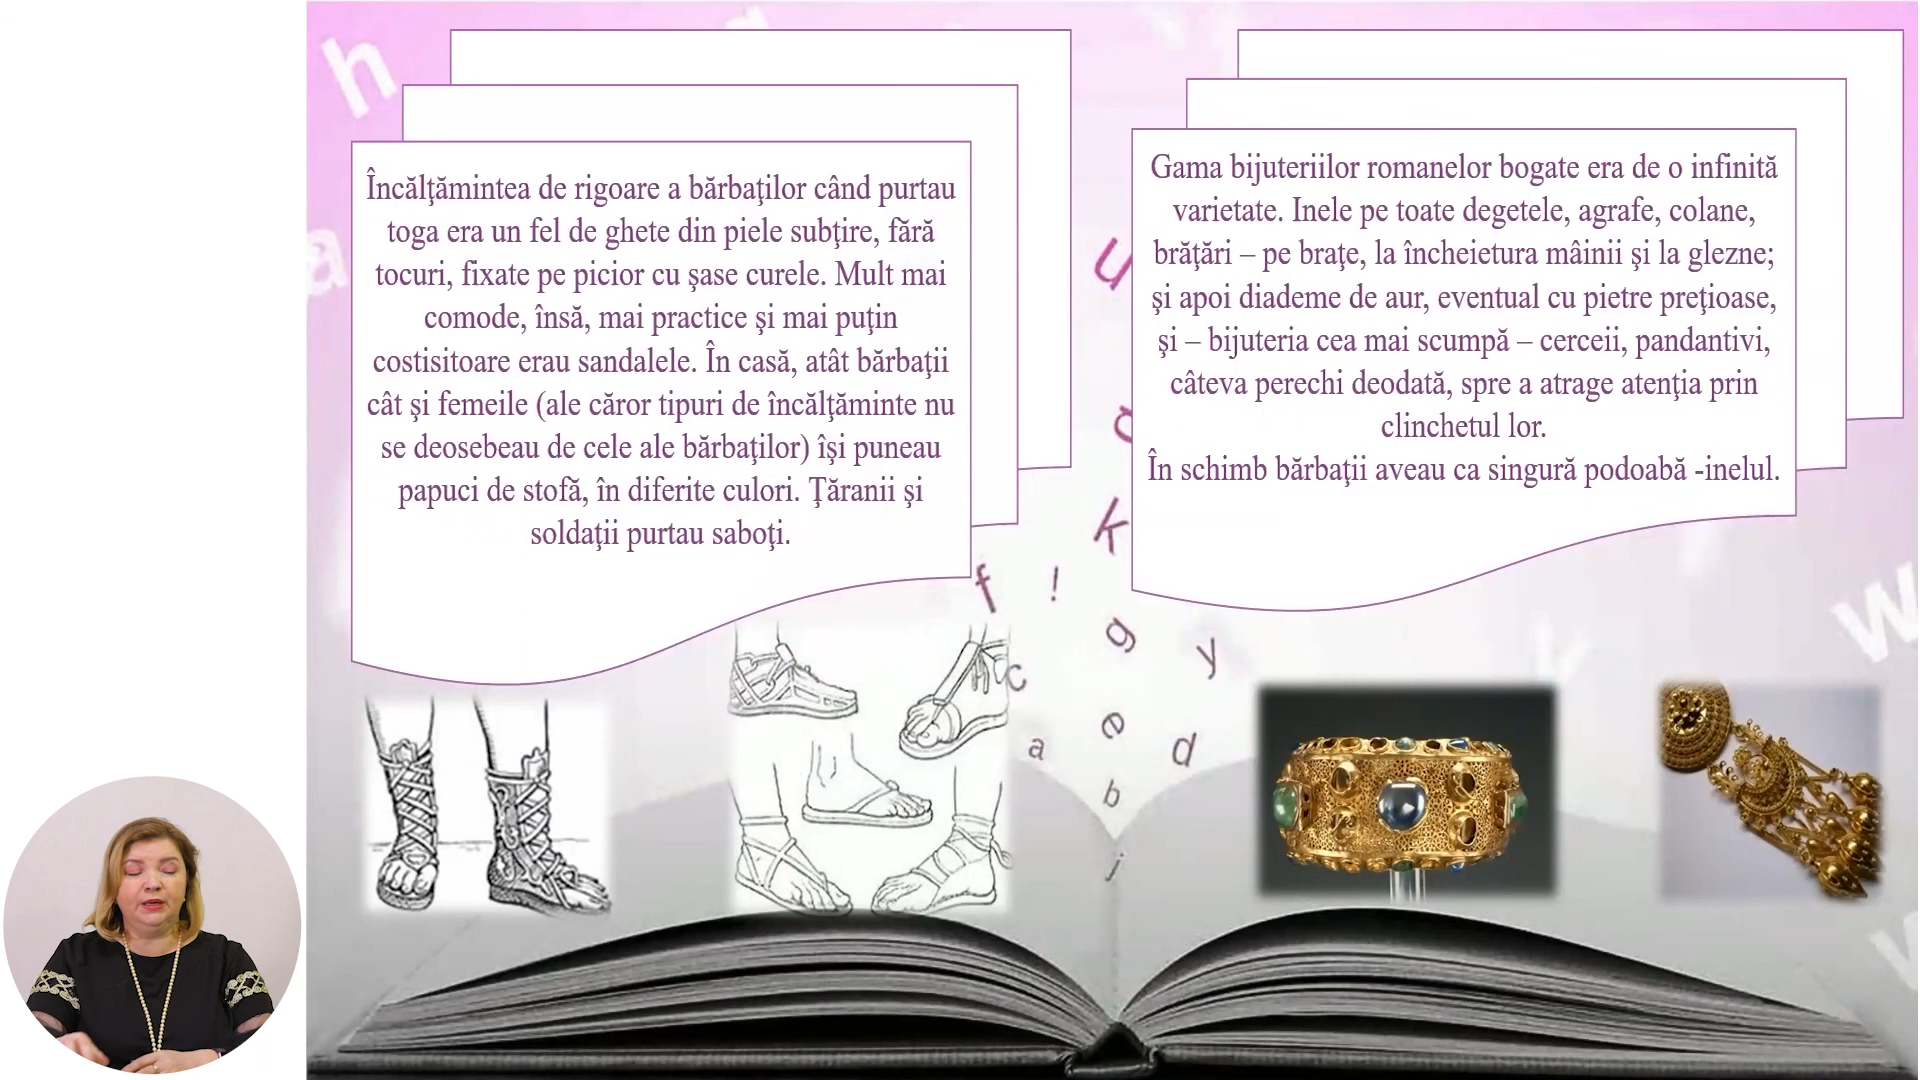 Încălţămintea de rigoare a bărbaţilor când purtau
toga era un fel de ghete din piele subţire, fără
tocuri, fixate pe picior cu şase curele. Mult mai
comode, însă, mai practice şi mai puţin
costisitoare erau sandalele. În casă, atât bărbaţii
cât şi femeile (ale căror tipuri de încălţăminte nu
se deosebeau de cele ale bărbaţilor) îşi puneau
papuci de stofă, în diferite culori. Ţăranii şi
soldaţii purtau saboţi.
Gama bijuteriilor romanelor bogate era de o infinită
varietate. Inele pe toate degetele, agrafe, colane,
brăţări – pe braţe, la încheietura mâinii şi la glezne;
şi apoi diademe de aur, eventual cu pietre preţioase,
şi – bijuteria cea mai scumpă – cerceii, pandantivi,
câteva perechi deodată, spre a atrage atenţia prin
clinchetul lor.
În schimb bărbaţii aveau ca singură podoabă -inelul.
h
a
u
k
f
!
g
y
c
e
a
d
b
j
w